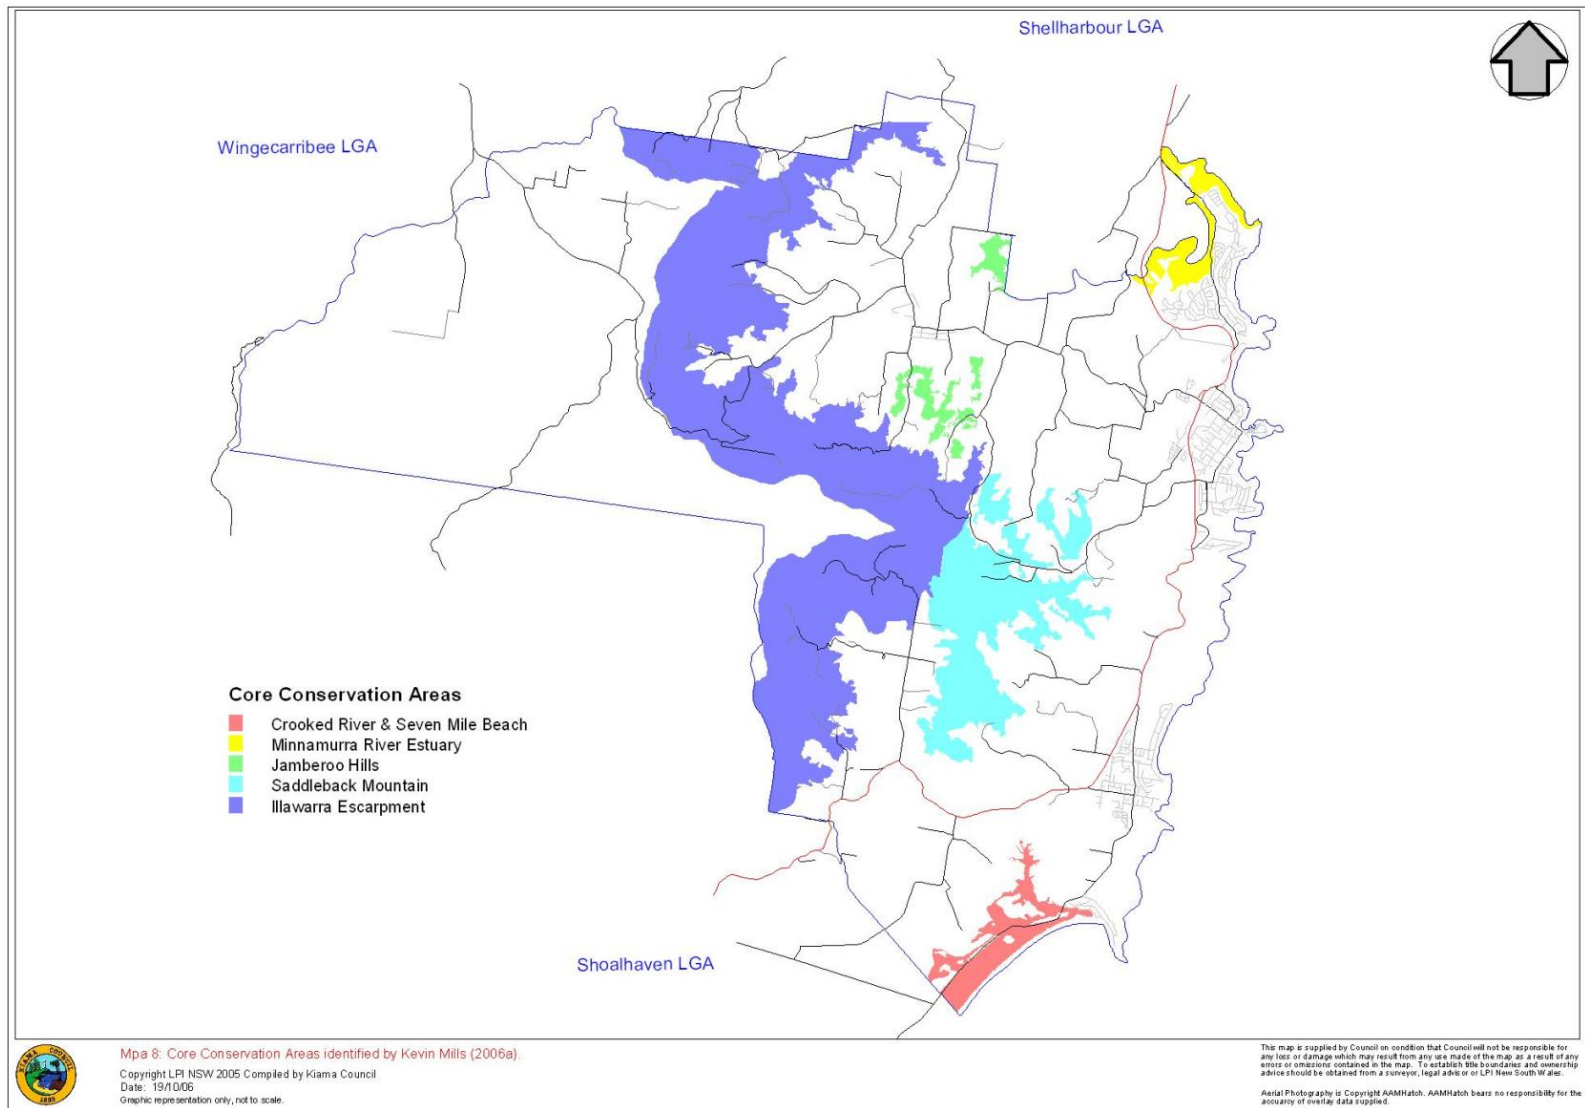 Shellharbour LGA
Wingecarribee LGA
Core Conservation Areas
Crooked River & Seven Mile Beach
Minnamurra River Estuary
Jamberoo Hills
Saddleback Mountain
Illawarra Escarpment
Shoalhaven LGA
KIAMA COUNCIL
Mpa 8: Core Conservation Areas identified by Kevin Mills (2006a).
Copyright LPI NSW 2005 Compiled by Kiama Council
Date: 19/10/06
Graphic representation only, not to scale.
This map is supplied by Council on condition that Council will not be responsible for
any loss or damage which may result from any use made of the map as a result of any
errors or omissions contained in the map. To establish title boundaries and ownership
advice should be obtained from a surveyor, legal advisor or LPI New South Wales.
Aerial Photography is Copyright AAMHatch. AAMHatch bears no responsibility for the
accuarcy of overlay data supplied.